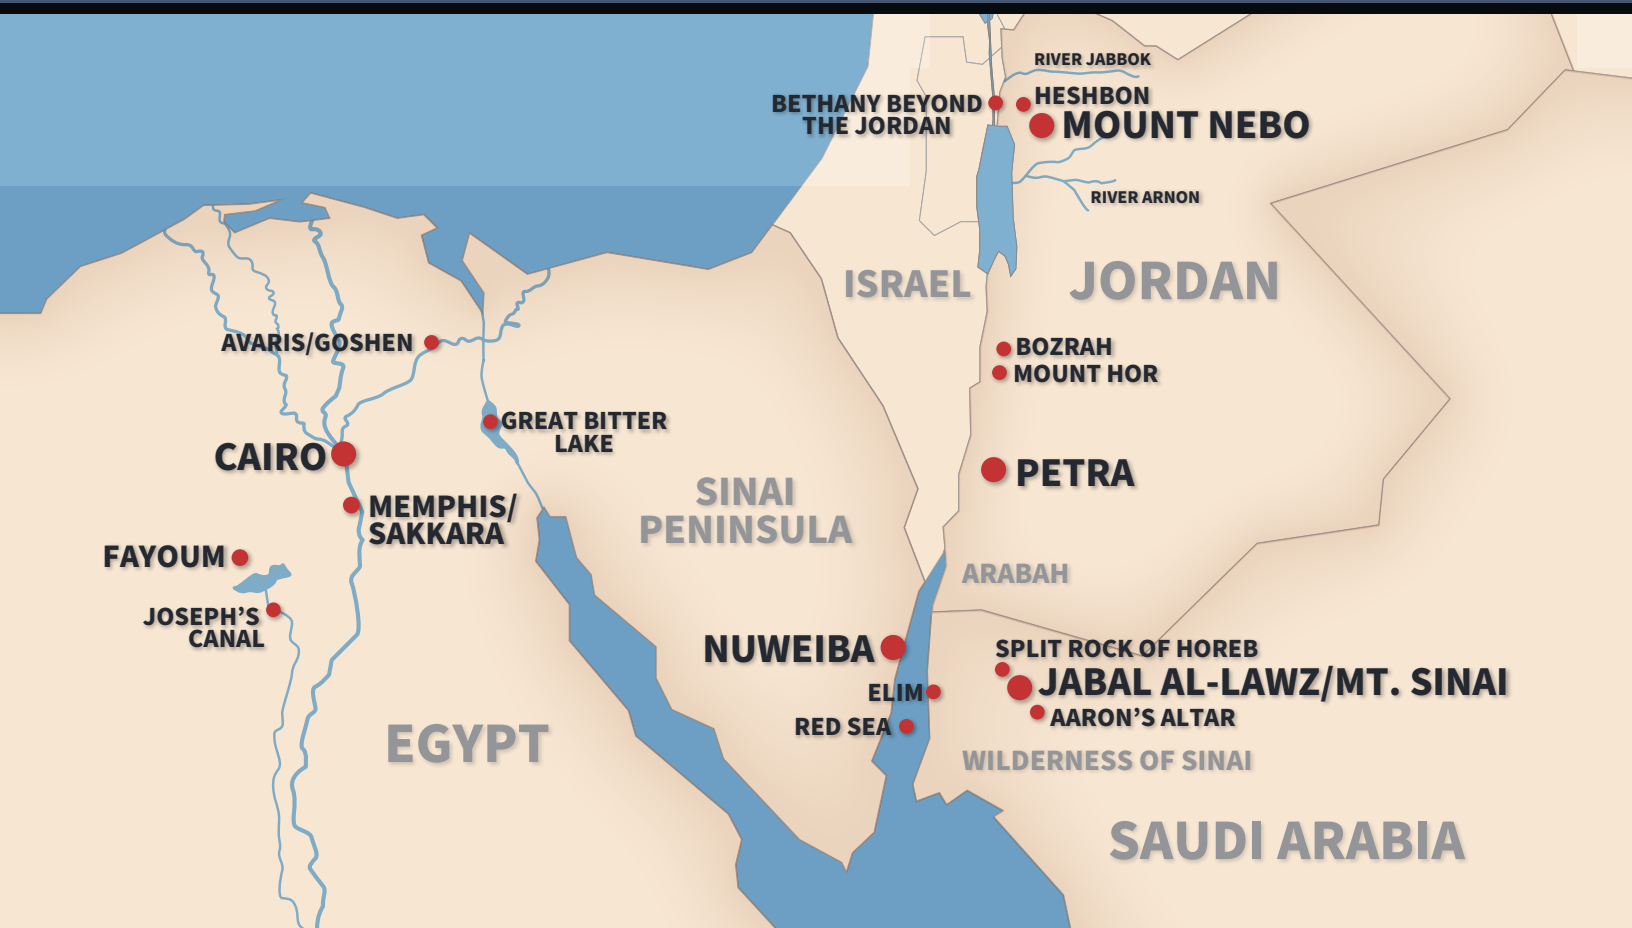 RIVER JABBOK
HESHBON
BETHANY BEYOND
THE JORDAN
MOUNT NEBO
RIVER ARNON
ISRAEL
JORDAN
AVARIS/GOSHEN
BOZRAH
MOUNT HOR
GREAT BITTER
LAKE
CAIRO
PETRA
SINAI
PENINSULA
MEMPHIS/
SAKKARA
FAYOUM
ARABAH
JOSEPH’S
CANAL
NUWEIBA
SPLIT ROCK OF HOREB
JABAL AL-LAWZ/MT. SINAI
ELIM
AARON’S ALTAR
RED SEA
EGYPT
WILDERNESS OF SINAI
SAUDI ARABIA